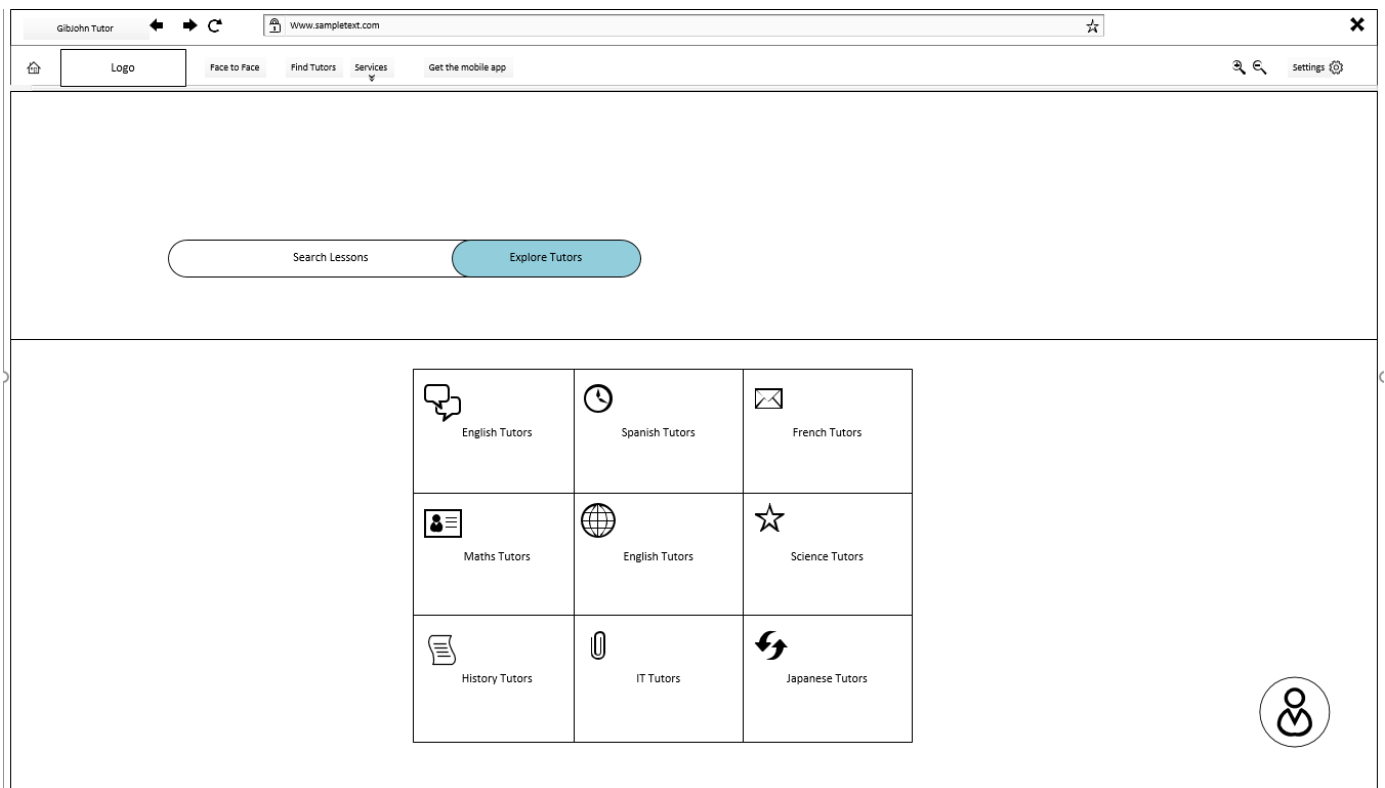 GibJohn Tutor
Www.sampletext.com
Logo
Face to Face
Find Tutors
Services
Get the mobile app
Settings
Search Lessons
Explore Tutors
English Tutors
Spanish Tutors
French Tutors
Maths Tutors
English Tutors
Science Tutors
History Tutors
IT Tutors
Japanese Tutors